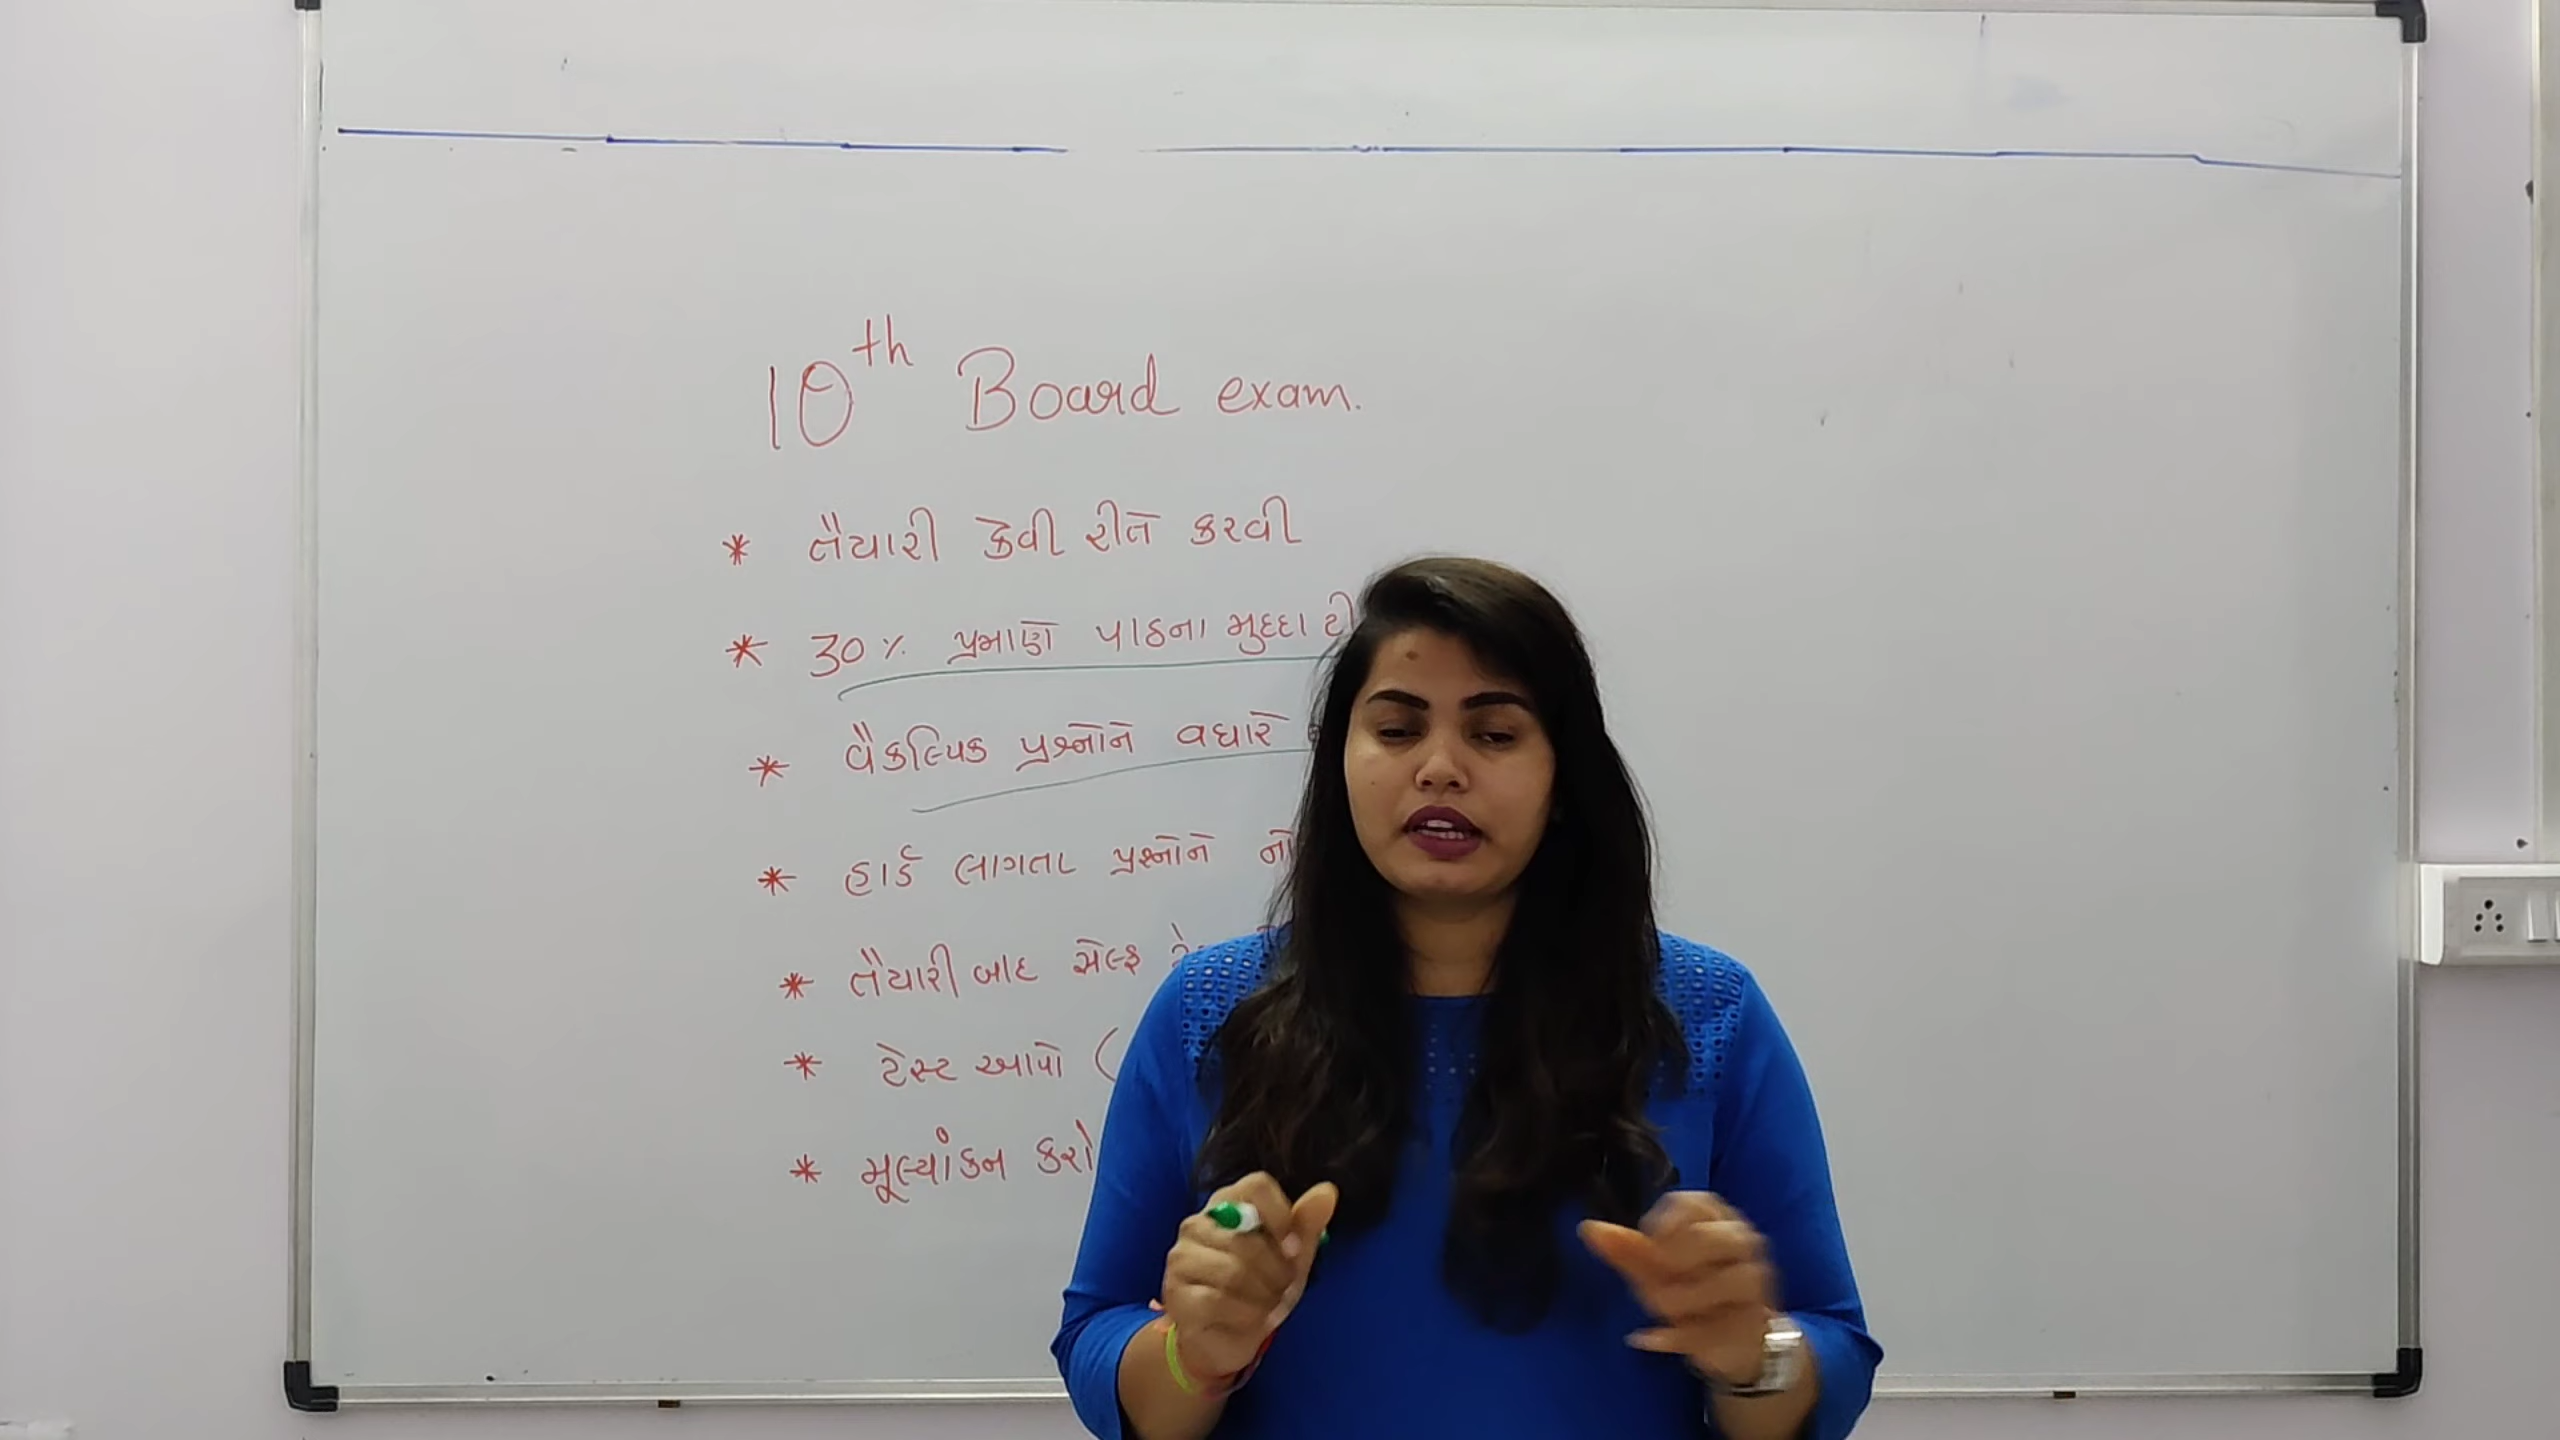 10th Board exam.
* તૈયારી કેવી રીતે કરવી
* 30% પ્રમાણે પાઠના મુદ્દા
* વૈકલ્પિક પ્રશ્નોને વધારે
* હાર્ડ લાગતા પ્રશ્નોને
* તૈયારી બાદ સેલ્ફ
* ટેસ્ટ આપો (
* મૂલ્યાંકન કરો